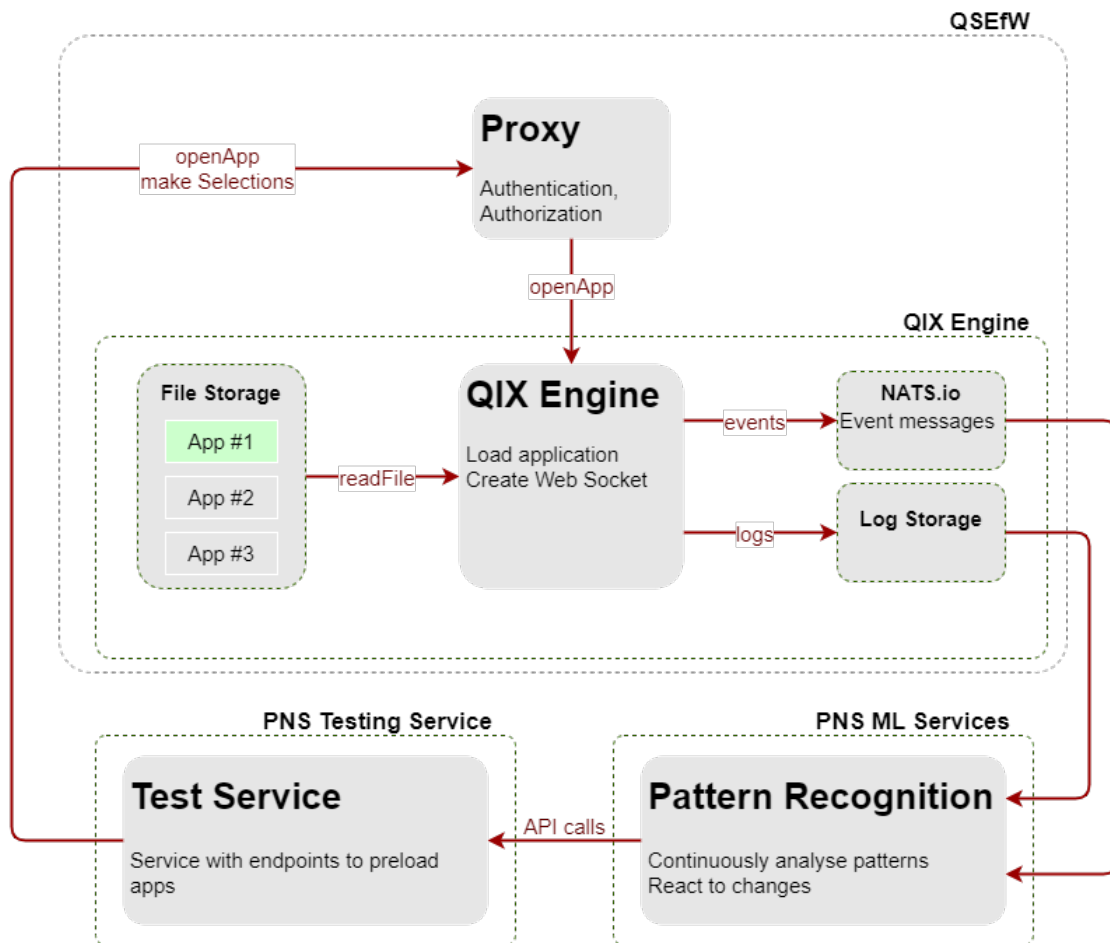 QSEfW
Proxy
Authentication,
Authorization
openApp
make Selections
openApp
QIX Engine
File Storage
App #1
App #2
App #3
readFile
QIX Engine
Load application
Create Web Socket
events
logs
NATS.io
Event messages
Log Storage
PNS Testing Service
Test Service
Service with endpoints to preload
apps
API calls
PNS ML Services
Pattern Recognition
Continuously analyse patterns
React to changes